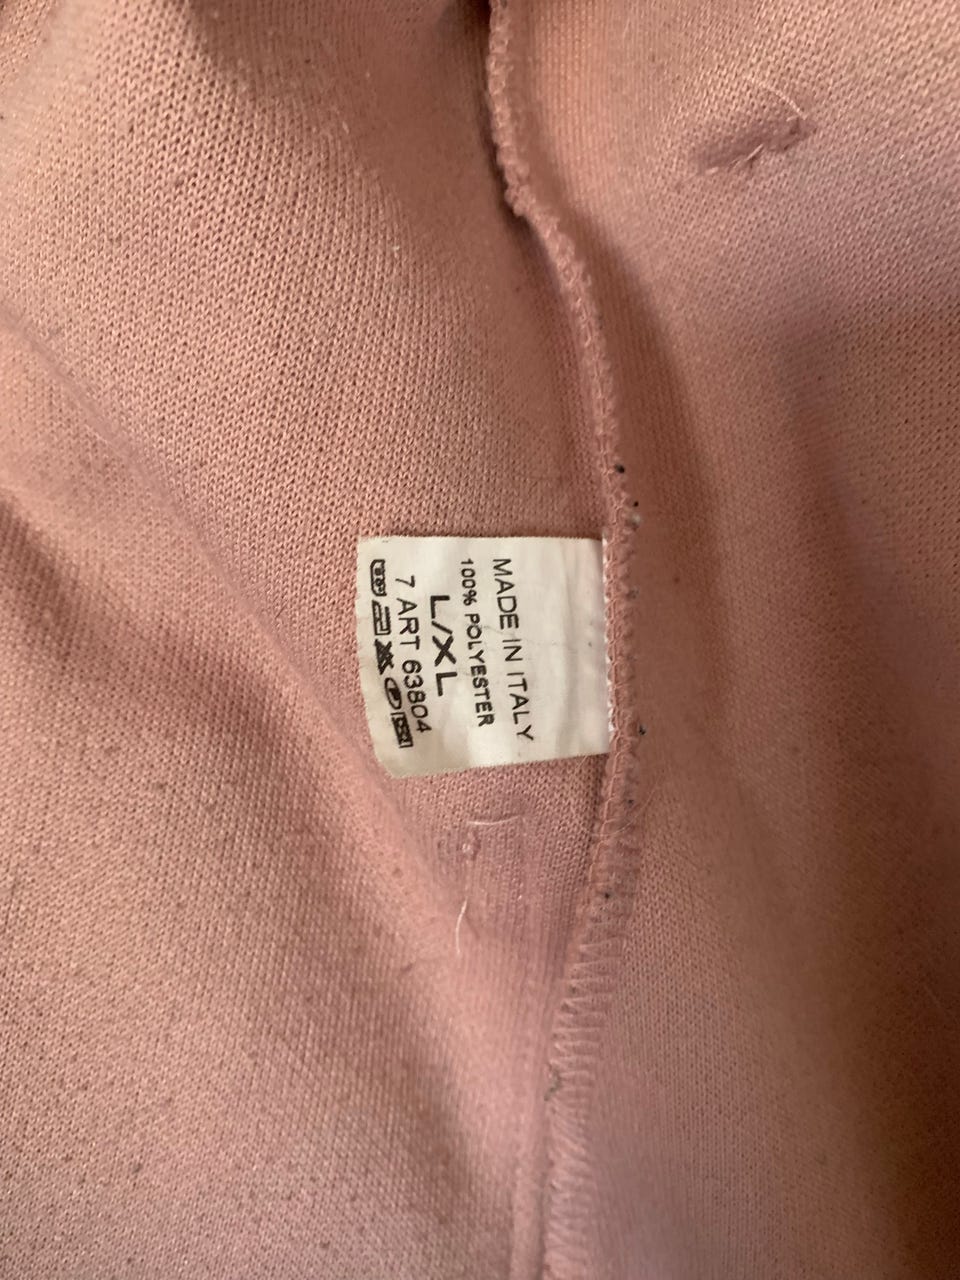 MADE IN ITALY
100% POLYESTER
L/XL
7 ART 63804